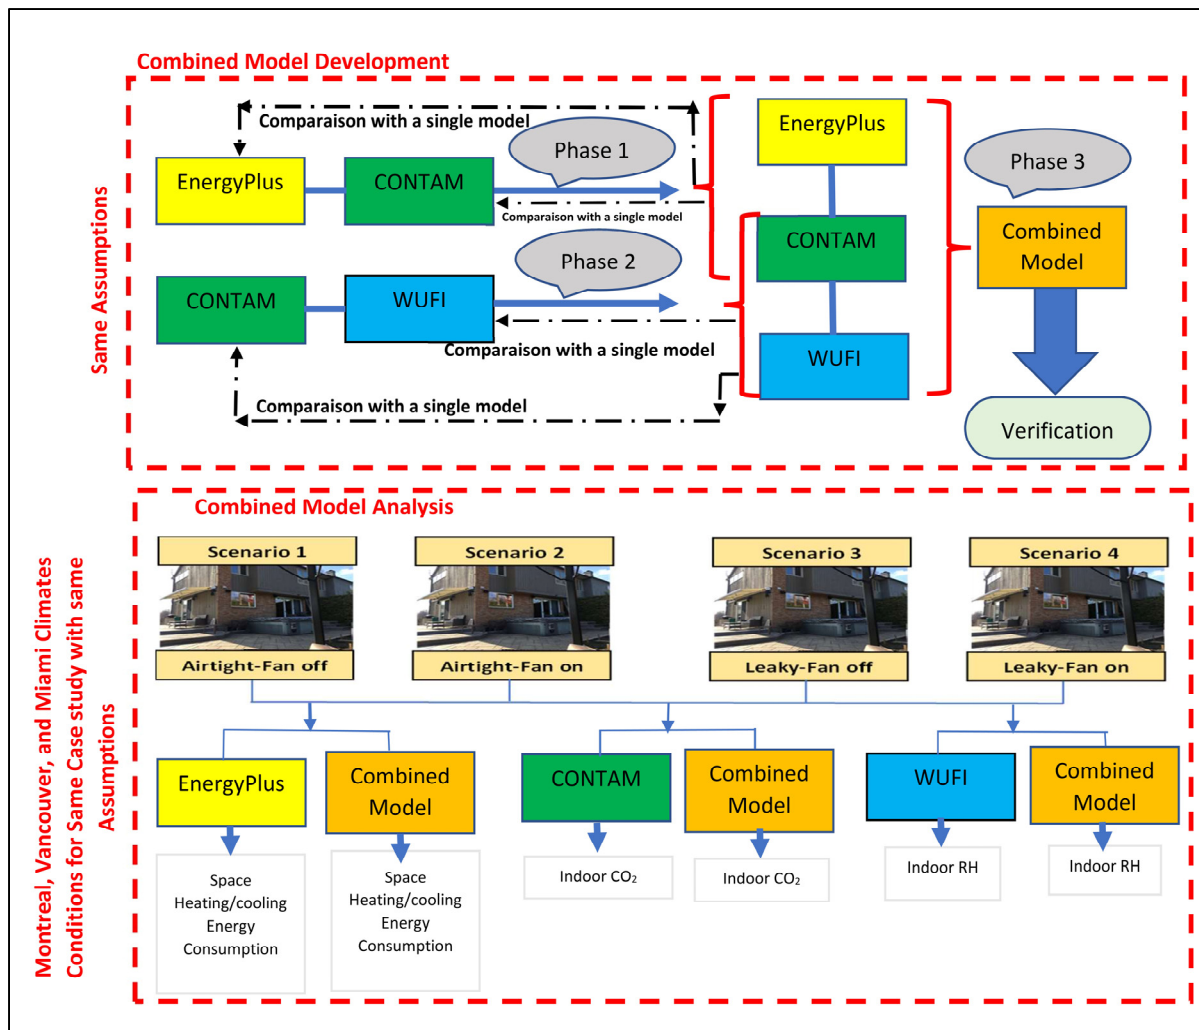 Combined Model Development
Same Assumptions
Comparaison with a single model
EnergyPlus
CONTAM
Phase 1
Comparaison with a single model
CONTAM
WUFI
Phase 2
Comparaison with a single model
Comparaison with a single model
EnergyPlus
CONTAM
WUFI
Phase 3
Combined
Model
Verification
Combined Model Analysis
Montreal, Vancouver, and Miami Climates
Conditions for Same Case study with same
Assumptions
Scenario 1
Airtight-Fan off
Scenario 2
Airtight-Fan on
Scenario 3
Leaky-Fan off
Scenario 4
Leaky-Fan on
EnergyPlus
Combined
Model
CONTAM
Combined
Model
WUFI
Combined
Model
Space
Heating/cooling
Energy
Consumption
Space
Heating/cooling
Energy
Consumption
Indoor CO₂
Indoor CO₂
Indoor RH
Indoor RH